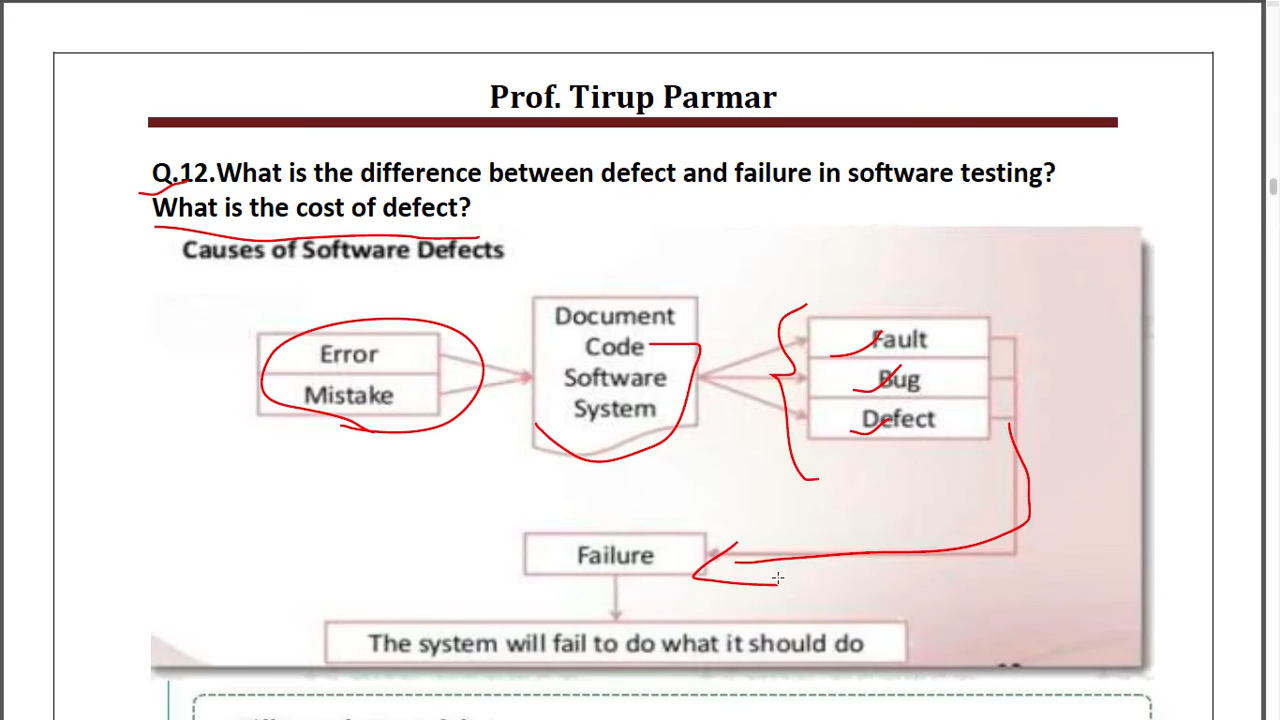 Prof. Tirup Parmar
Q.12.What is the difference between defect and failure in software testing?
What is the cost of defect?
Causes of Software Defects
Error
Mistake
Document
Code
Software
System
Fault
Bug
Defect
Failure
The system will fail to do what it should do